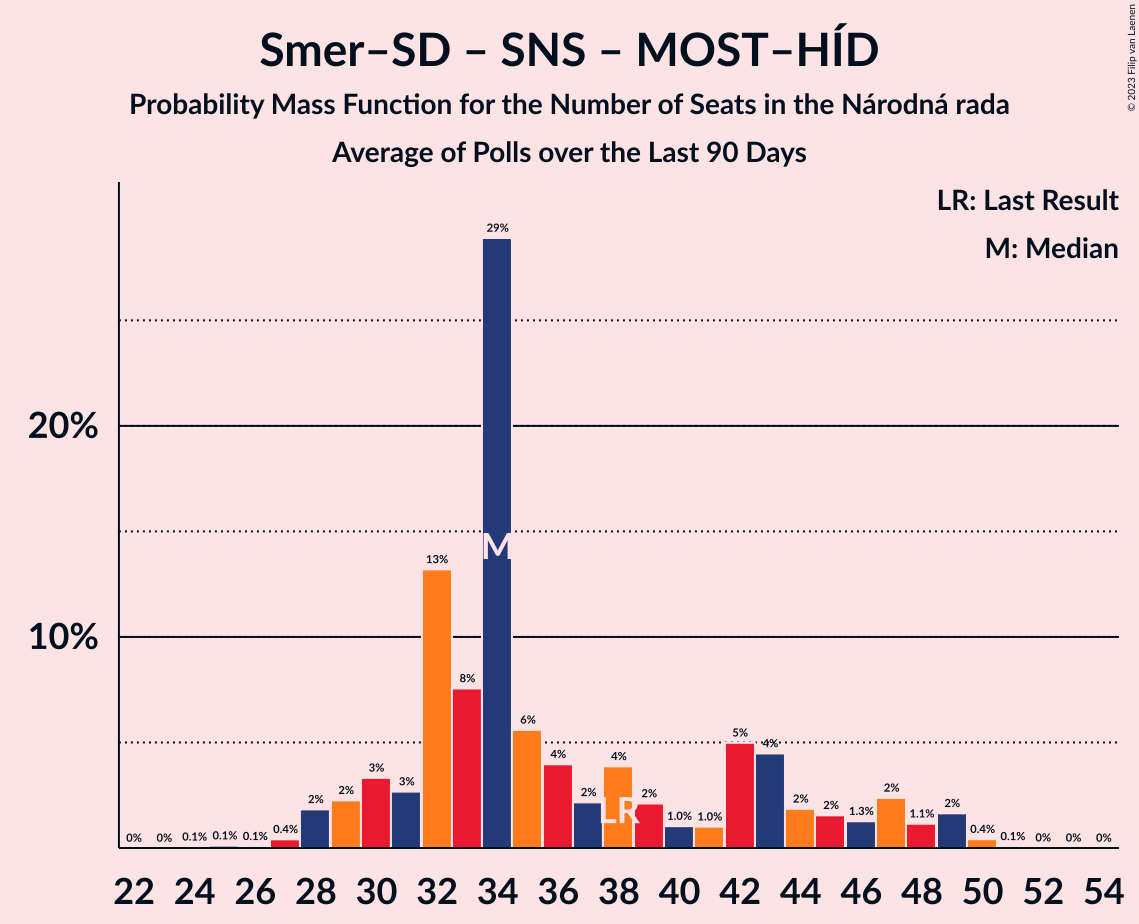 Smer–SD – SNS – MOST–HÍD
Probability Mass Function for the Number of Seats in the Národná rada
Average of Polls over the Last 90 Days
© 2023 Filip van Laenen
LR: Last Result
M: Median
20%
10%
0% 0% 0.1% 0.1% 0.1% 0.4% 2% 2% 3% 3% 13% 8% 29% 6% 4% 2% 4% 2% 1.0% 1.0% 5% 4% 2% 2% 1.3% 2% 1.1% 2% 0.4% 0.1% 0% 0% 0%
M
LR
22 24 26 28 30 32 34 36 38 40 42 44 46 48 50 52 54